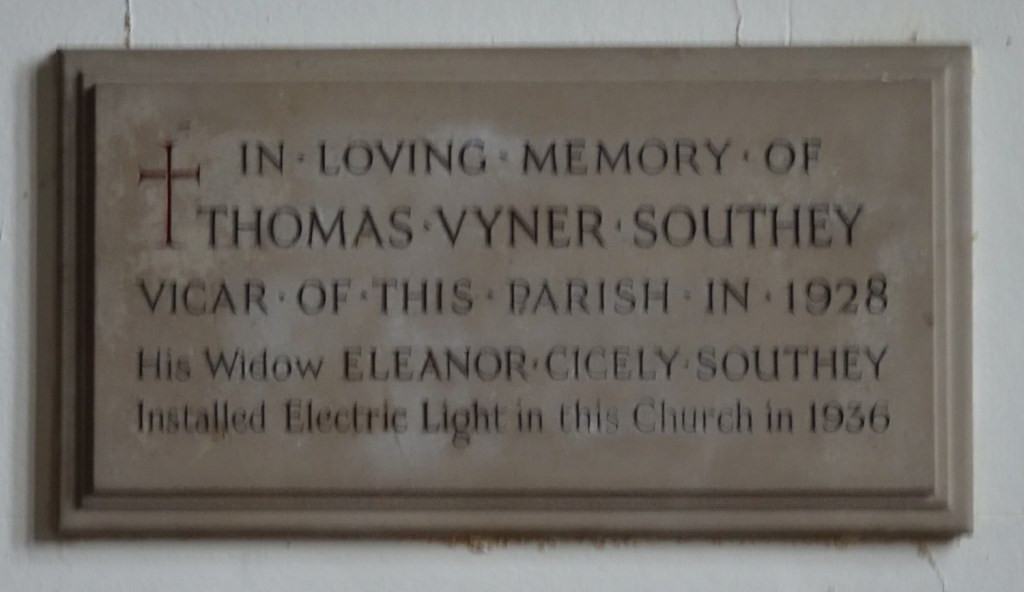 IN · LOVING · MEMORY · OF
THOMAS · VYNER · SOUTHEY
VICAR · OF · THIS · PARISH · IN · 1928
His Widow ELEANOR · CICELY · SOUTHEY
Installed Electric Light in this Church in 1936